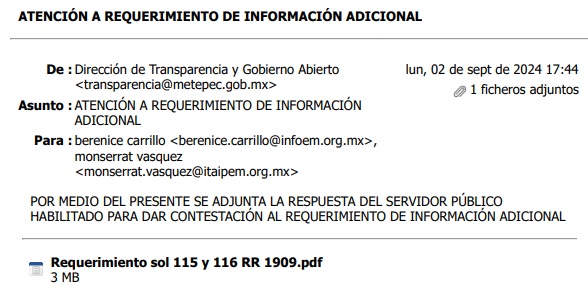 ATENCIÓN A REQUERIMIENTO DE INFORMACIÓN ADICIONAL
De : Dirección de Transparencia y Gobierno Abierto
<transparencia@metepec.gob.mx>
lun, 02 de sept de 2024 17:44
1 ficheros adjuntos
Asunto : ATENCIÓN A REQUERIMIENTO DE INFORMACIÓN
ADICIONAL
Para : berenice carrillo <berenice.carrillo@infoem.org.mx>,
monserrat vasquez
<monserrat.vasquez@itaipem.org.mx>
POR MEDIO DEL PRESENTE SE ADJUNTA LA RESPUESTA DEL SERVIDOR PÚBLICO
HABILITADO PARA DAR CONTESTACIÓN AL REQUERIMIENTO DE INFORMACIÓN ADICIONAL
Requerimiento sol 115 y 116 RR 1909.pdf
3 MB